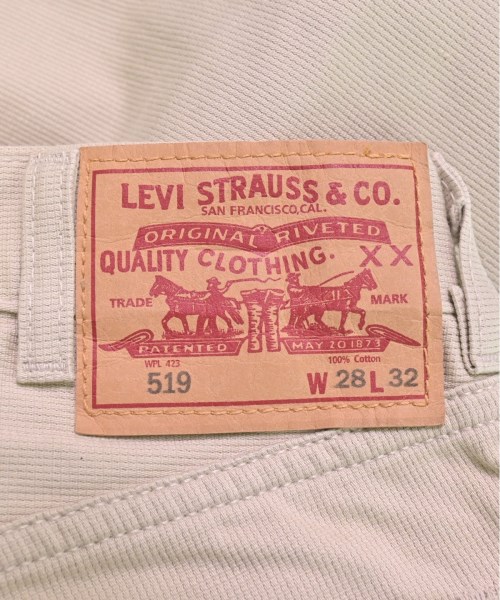 LEVI STRAUSS & CO.
SAN FRANCISCO, CAL.
ORIGINAL RIVETED
QUALITY CLOTHING. XX
TRADE MARK
PATENTED MAY 20 1873
WPL 423 100% Cotton
519 W 28 L 32